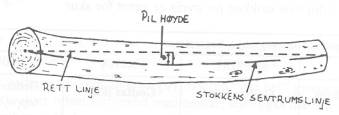 PIL HØYDE
RETT LINJE
STOKKENS SENTRUMSLINJE